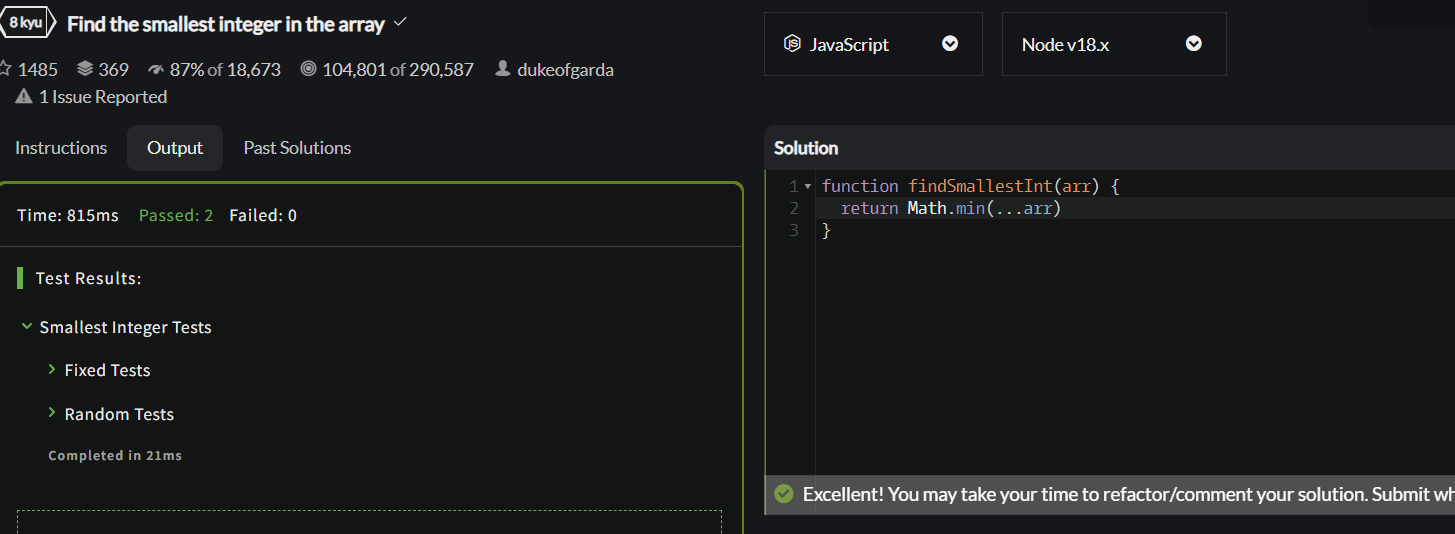 8 kyu Find the smallest integer in the array
1485 369 87% of 18,673 104,801 of 290,587 dukeofgarda
1 Issue Reported
Instructions Output Past Solutions
Time: 815ms Passed: 2 Failed: 0
Test Results:
Smallest Integer Tests
Fixed Tests
Random Tests
Completed in 21ms
JavaScript Node v18.x
Solution
1 function findSmallestInt(arr) {
2 return Math.min(...arr)
3 }
Excellent! You may take your time to refactor/comment your solution. Submit